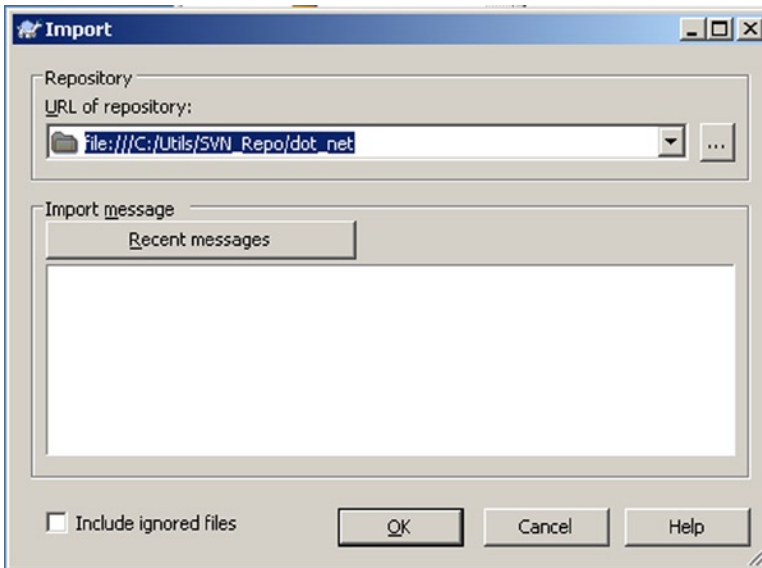 Import
Repository
URL of repository:
file:///C:/Utils/SVN_Repo/dot_net
...
Import message
Recent messages
Include ignored files
OK
Cancel
Help